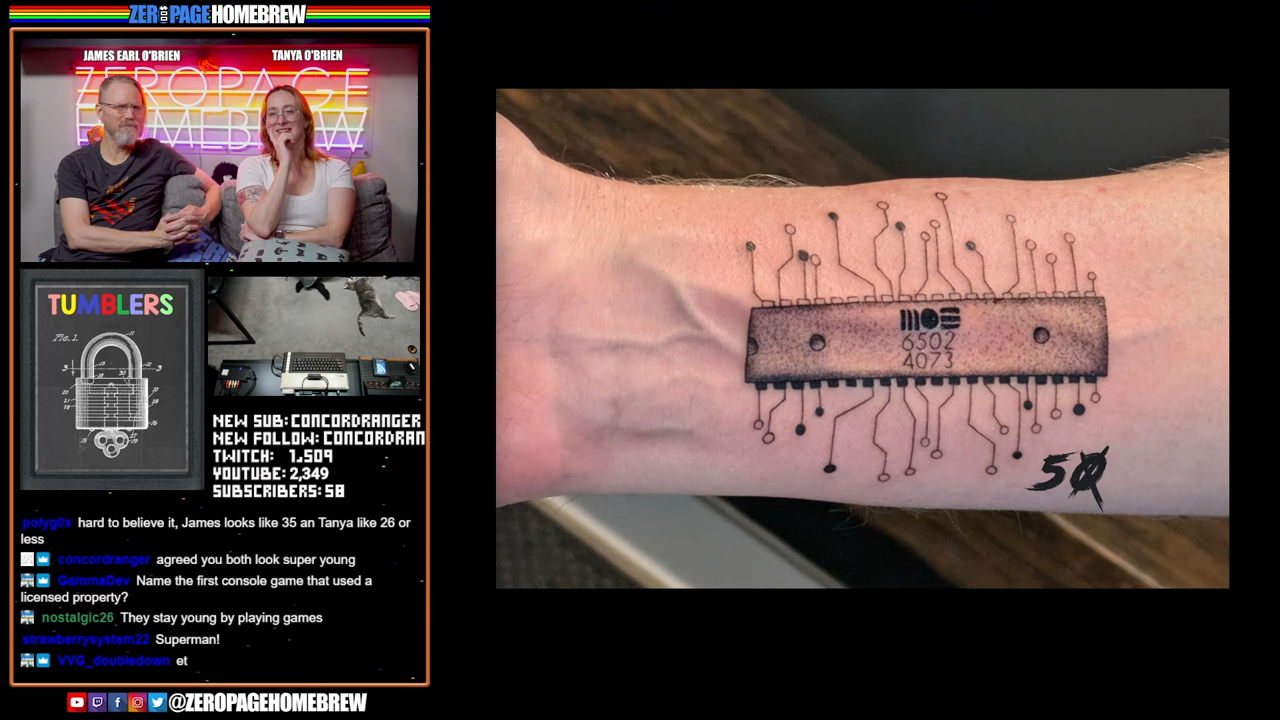 ZEROPAGEHOMEBREW
JAMES EARL O'BRIEN
TANYA O'BRIEN
ZEROPAGE
HOMEBREW
TUMBLERS
Fig. 1.
NEW SUB: CONCORDRANGER
NEW FOLLOW: CONCORDRAN
TWITCH: 1,509
YOUTUBE: 2,349
SUBSCRIBERS: 58
polyg0x hard to believe it, James looks like 35 an Tanya like 26 or
less
concordranger agreed you both look super young
GammaDev Name the first console game that used a
licensed property?
nostalgic26 They stay young by playing games
strawberrysystem22 Superman!
VVG_doubledown et
@ZEROPAGEHOMEBREW
mos
6502
4073
50